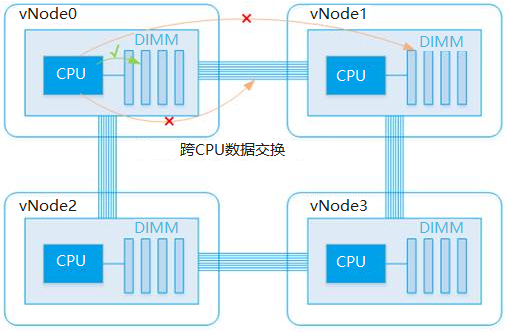 vNode0
vNode1
DIMM
DIMM
CPU
CPU
跨CPU数据交换
vNode2
vNode3
DIMM
DIMM
CPU
CPU